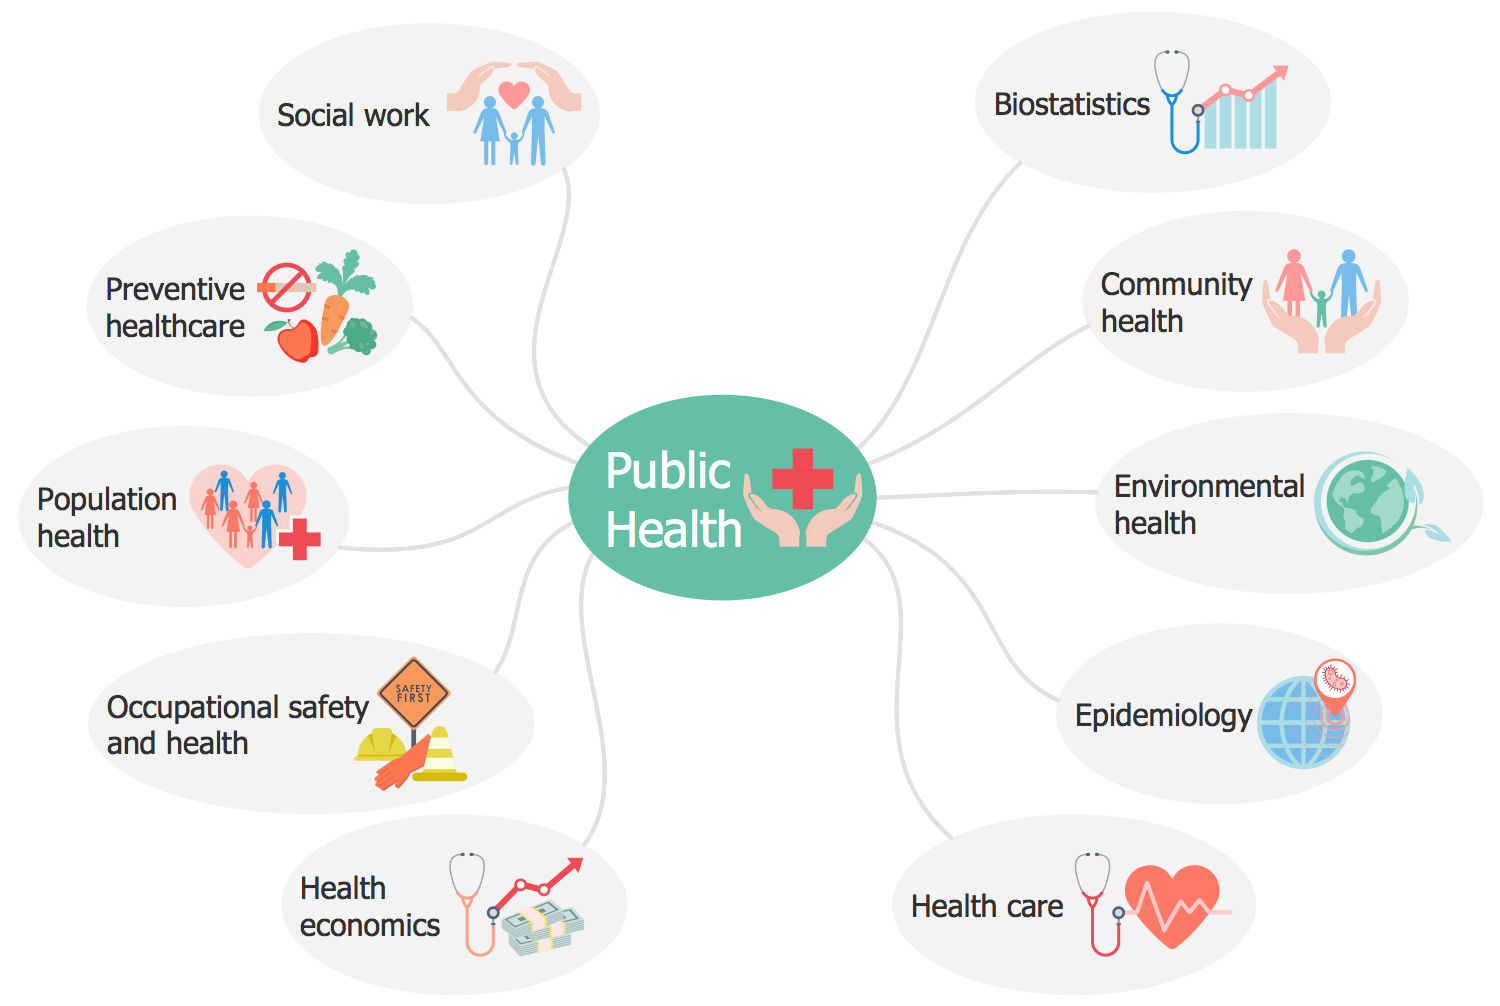 Social work
Biostatistics
Preventive
healthcare
Community
health
Public
Health
Population
health
Environmental
health
Occupational safety
and health
SAFETY
FIRST
Epidemiology
Health
economics
Health care